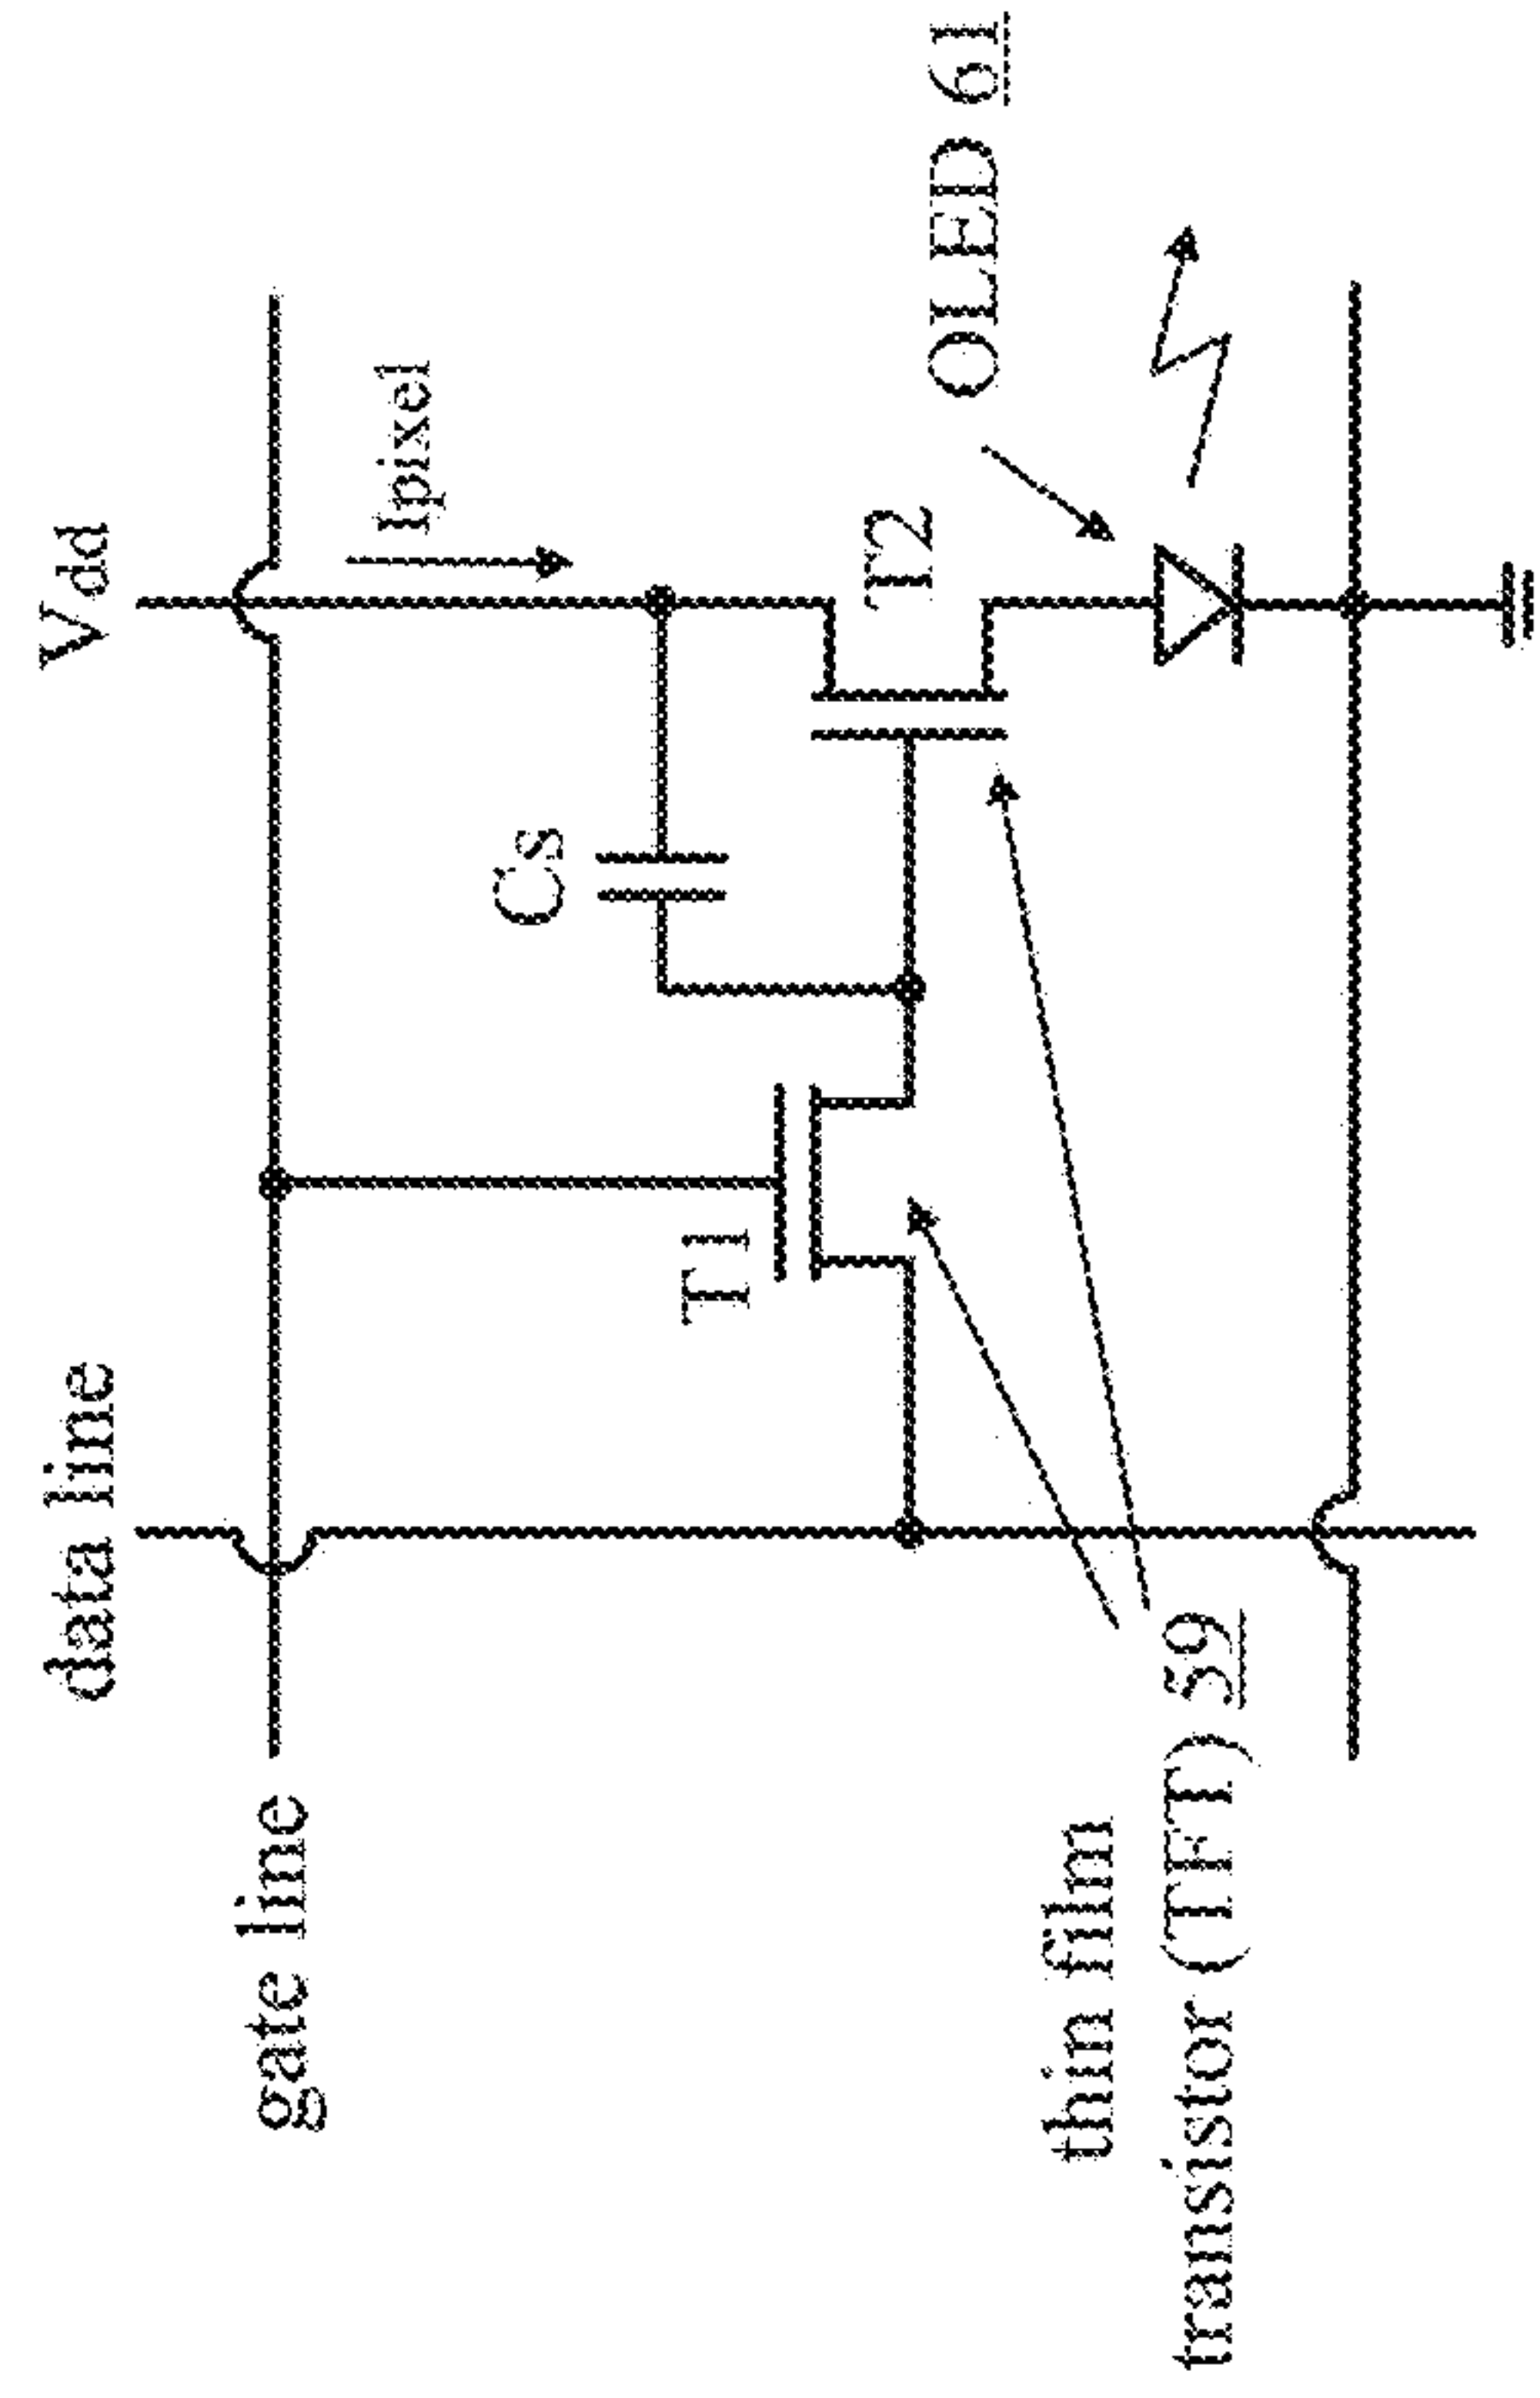 data line
Vdd
gate line
Ipixel
Cs
T1
T2
OLED 61
thin film
transistor (TFT) 59